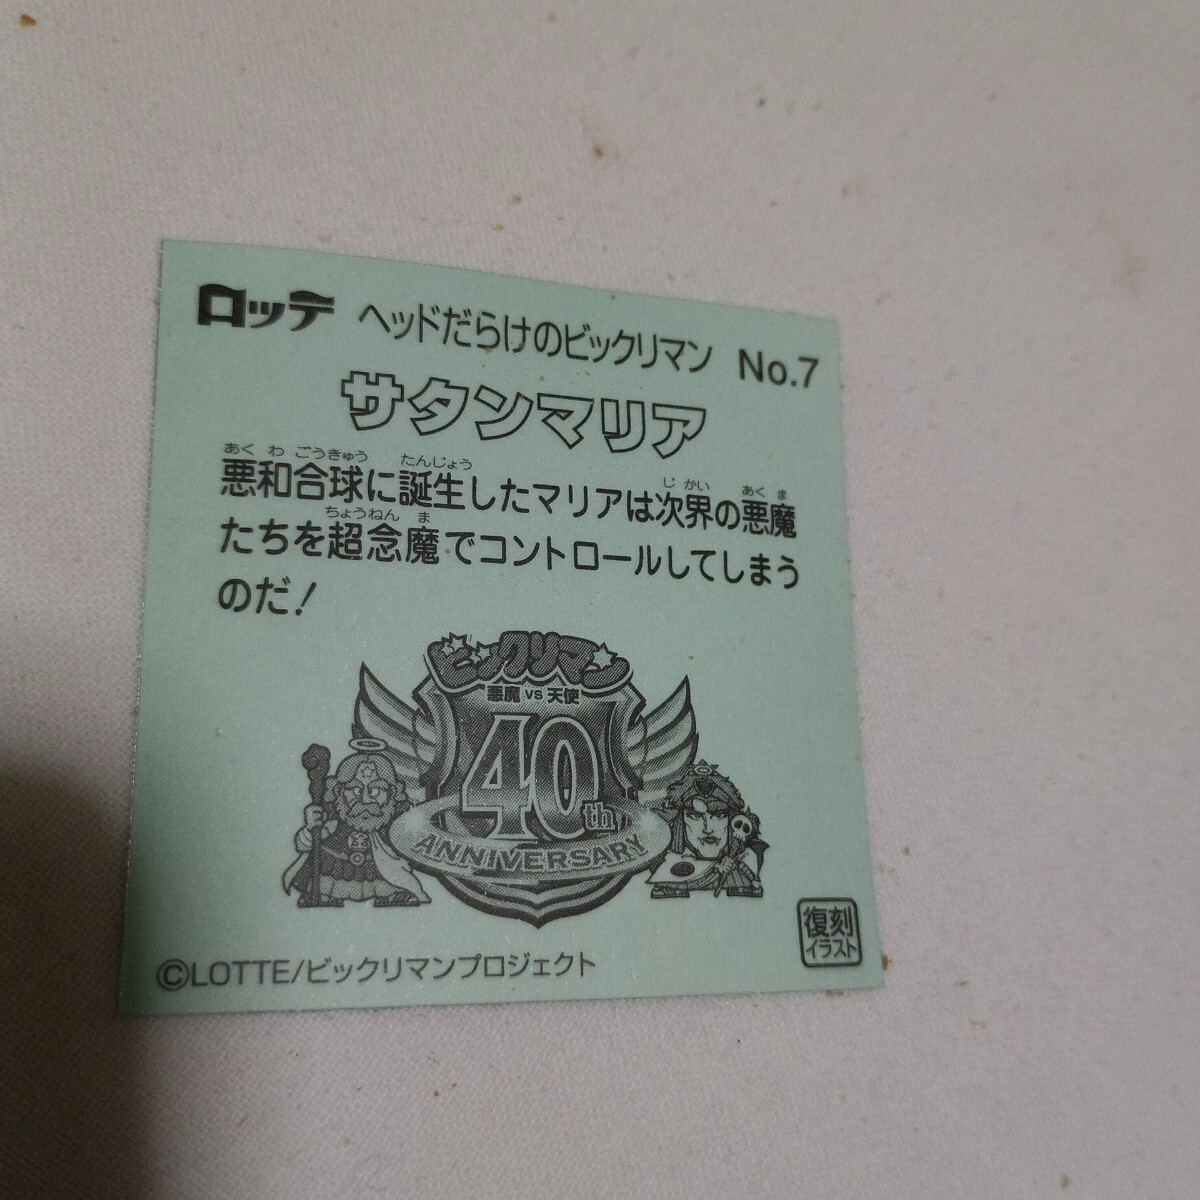 ロッテ ヘッドだらけのビックリマン No.7
サタンマリア
あく わ ごうきゅう たんじょう じ かい あく ま
悪和合球に誕生したマリアは次界の悪魔
ちょうねん ま
たちを超念魔でコントロールしてしまう
のだ!
ビックリマン
悪魔 VS 天使
40th
ANNIVERSARY
復刻
イラスト
©LOTTE/ビックリマンプロジェクト